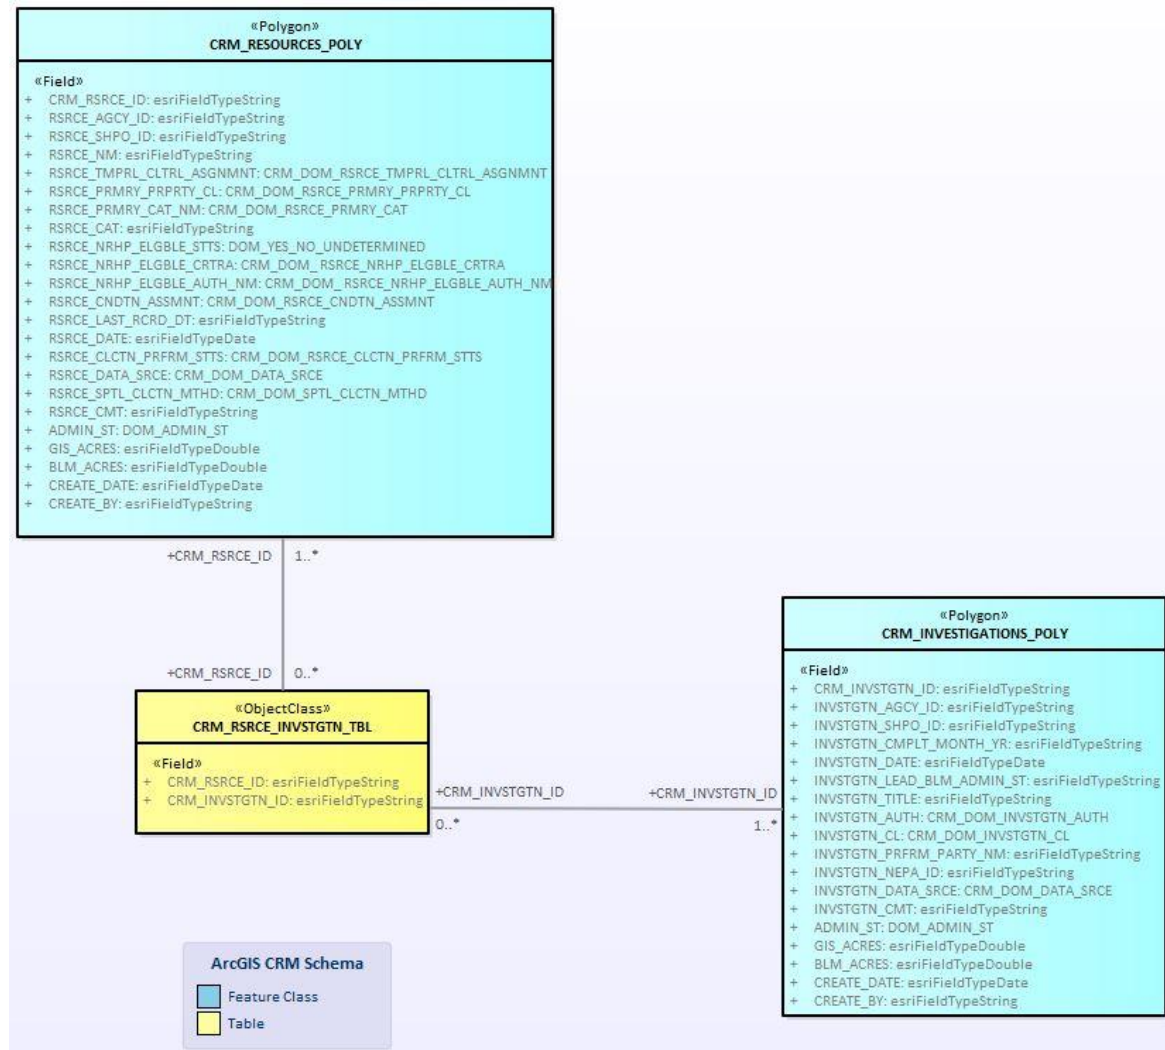 «Polygon»
CRM_RESOURCES_POLY
«Field»
+ CRM_RSRCE_ID: esriFieldTypeString
+ RSRCE_AGCY_ID: esriFieldTypeString
+ RSRCE_SHPO_ID: esriFieldTypeString
+ RSRCE_NM: esriFieldTypeString
+ RSRCE_TMPRL_CLTRL_ASGNMNT: CRM_DOM_RSRCE_TMPRL_CLTRL_ASGNMNT
+ RSRCE_PRMRY_PRPRTY_CL: CRM_DOM_RSRCE_PRMRY_PRPRTY_CL
+ RSRCE_PRMRY_CAT_NM: CRM_DOM_RSRCE_PRMRY_CAT
+ RSRCE_CAT: esriFieldTypeString
+ RSRCE_NRHP_ELGBLE_STTS: DOM_YES_NO_UNDETERMINED
+ RSRCE_NRHP_ELGBLE_CRTRA: CRM_DOM_RSRCE_NRHP_ELGBLE_CRTRA
+ RSRCE_NRHP_ELGBLE_AUTH_NM: CRM_DOM_RSRCE_NRHP_ELGBLE_AUTH_NM
+ RSRCE_CNDTN_ASSMNT: CRM_DOM_RSRCE_CNDTN_ASSMNT
+ RSRCE_LAST_RCRD_DT: esriFieldTypeString
+ RSRCE_DATE: esriFieldTypeDate
+ RSRCE_CLCTN_PRFRM_STTS: CRM_DOM_RSRCE_CLCTN_PRFRM_STTS
+ RSRCE_DATA_SRCE: CRM_DOM_DATA_SRCE
+ RSRCE_SPTL_CLCTN_MTHD: CRM_DOM_SPTL_CLCTN_MTHD
+ RSRCE_CMT: esriFieldTypeString
+ ADMIN_ST: DOM_ADMIN_ST
+ GIS_ACRES: esriFieldTypeDouble
+ BLM_ACRES: esriFieldTypeDouble
+ CREATE_DATE: esriFieldTypeDate
+ CREATE_BY: esriFieldTypeString
+CRM_RSRCE_ID 1..*
+CRM_RSRCE_ID 0..*
«ObjectClass»
CRM_RSRCE_INVSTGTN_TBL
«Field»
+ CRM_RSRCE_ID: esriFieldTypeString
+ CRM_INVSTGTN_ID: esriFieldTypeString
+CRM_INVSTGTN_ID
0..*
+CRM_INVSTGTN_ID
1..*
«Polygon»
CRM_INVESTIGATIONS_POLY
«Field»
+ CRM_INVSTGTN_ID: esriFieldTypeString
+ INVSTGTN_AGCY_ID: esriFieldTypeString
+ INVSTGTN_SHPO_ID: esriFieldTypeString
+ INVSTGTN_CMPLT_MONTH_YR: esriFieldTypeString
+ INVSTGTN_DATE: esriFieldTypeDate
+ INVSTGTN_LEAD_BLM_ADMIN_ST: esriFieldTypeString
+ INVSTGTN_TITLE: esriFieldTypeString
+ INVSTGTN_AUTH: CRM_DOM_INVSTGTN_AUTH
+ INVSTGTN_CL: CRM_DOM_INVSTGTN_CL
+ INVSTGTN_PRFRM_PARTY_NM: esriFieldTypeString
+ INVSTGTN_NEPA_ID: esriFieldTypeString
+ INVSTGTN_DATA_SRCE: CRM_DOM_DATA_SRCE
+ INVSTGTN_CMT: esriFieldTypeString
+ ADMIN_ST: DOM_ADMIN_ST
+ GIS_ACRES: esriFieldTypeDouble
+ BLM_ACRES: esriFieldTypeDouble
+ CREATE_DATE: esriFieldTypeDate
+ CREATE_BY: esriFieldTypeString
ArcGIS CRM Schema
Feature Class
Table